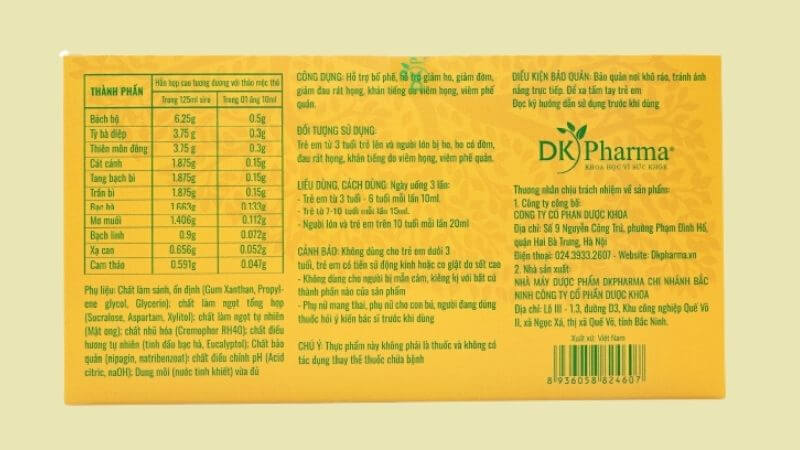 THÀNH PHẦN
Hỗn hợp cao tương đương với thảo mộc thô
Trong 125ml siro
Trong 01 ống 10ml
Bách bộ 6.25g 0.5g
Tỳ bà diệp 3.75 g 0.3g
Thiên môn đông 3.75 g 0.3g
Cát cánh 1.875g 0.15g
Tang bạch bì 1.875g 0.15g
Trần bì 1.875g 0.15g
Bạc hà 1.663g 0.133g
Mơ muối 1.406g 0.112g
Bạch linh 0.9g 0.072g
Xạ can 0.656g 0.052g
Cam thảo 0.591g 0.047g
Phụ liệu: Chất làm sánh, ổn định (Gum Xanthan, Propyl-
ene glycol, Glycerin); chất làm ngọt tổng hợp
(Sucralose, Aspartam, Xylitol); chất làm ngọt tự nhiên
(Mật ong); chất nhũ hóa (Cremophor RH40); chất điều
hương tự nhiên (tinh dầu bạc hà, Eucalyptol); Chất bảo
quản (nipagin, natribenzoat); chất điều chỉnh pH (Acid
citric, naOH); Dung môi (nước tinh khiết) vừa đủ
CÔNG DỤNG: Hỗ trợ bổ phế, hỗ trợ giảm ho, giảm đờm,
giảm đau rát họng, khản tiếng do viêm họng, viêm phế
quản.
ĐỐI TƯỢNG SỬ DỤNG:
Trẻ em từ 3 tuổi trẻ lên và người lớn bị ho, ho có đờm,
đau rát họng, khản tiếng do viêm họng, viêm phế quản.
LIỀU DÙNG, CÁCH DÙNG: Ngày uống 3 lần:
- Trẻ em từ 3 tuổi - 6 tuổi mỗi lần 10ml.
- Trẻ từ 7-10 tuổi mỗi lần 15ml.
- Người lớn và trẻ em trên 10 tuổi mỗi lần 20ml
CẢNH BÁO: Không dùng cho trẻ em dưới 3
tuổi, trẻ em có tiền sử động kinh hoặc co giật do sốt cao
- Không dùng cho người bị mẫn cảm, kiêng kị với bất cứ
thành phần nào của sản phẩm
- Phụ nữ mang thai, phụ nữ cho con bú, người đang dùng
thuốc hỏi ý kiến bác sĩ trước khi dùng
CHÚ Ý: Thực phẩm này không phải là thuốc và không có
tác dụng thay thế thuốc chữa bệnh
ĐIỀU KIỆN BẢO QUẢN: Bảo quản nơi khô ráo, tránh ánh
nắng trực tiếp. Để xa tầm tay trẻ em
Đọc kỹ hướng dẫn sử dụng trước khi dùng
DK Pharma®
KHOA HỌC VÌ SỨC KHỎE
Thương nhân chịu trách nhiệm về sản phẩm:
1. Công ty công bố:
CÔNG TY CỔ PHẦN DƯỢC KHOA
Địa chỉ: Số 9 Nguyễn Công Trứ, phường Phạm Đình Hổ,
quận Hai Bà Trưng, Hà Nội
Điện thoại: 024.3933.2607 - Website: Dkpharma.vn
2. Nhà sản xuất:
NHÀ MÁY DƯỢC PHẨM DKPHARMA CHI NHÁNH BẮC
NINH CÔNG TY CỔ PHẦN DƯỢC KHOA
Địa chỉ: Lô III - 1.3, đường D3, Khu công nghiệp Quế Võ
II, xã Ngọc Xá, thị xã Quế Võ, tỉnh Bắc Ninh.
Xuất xứ: Việt Nam
8 936058 824607